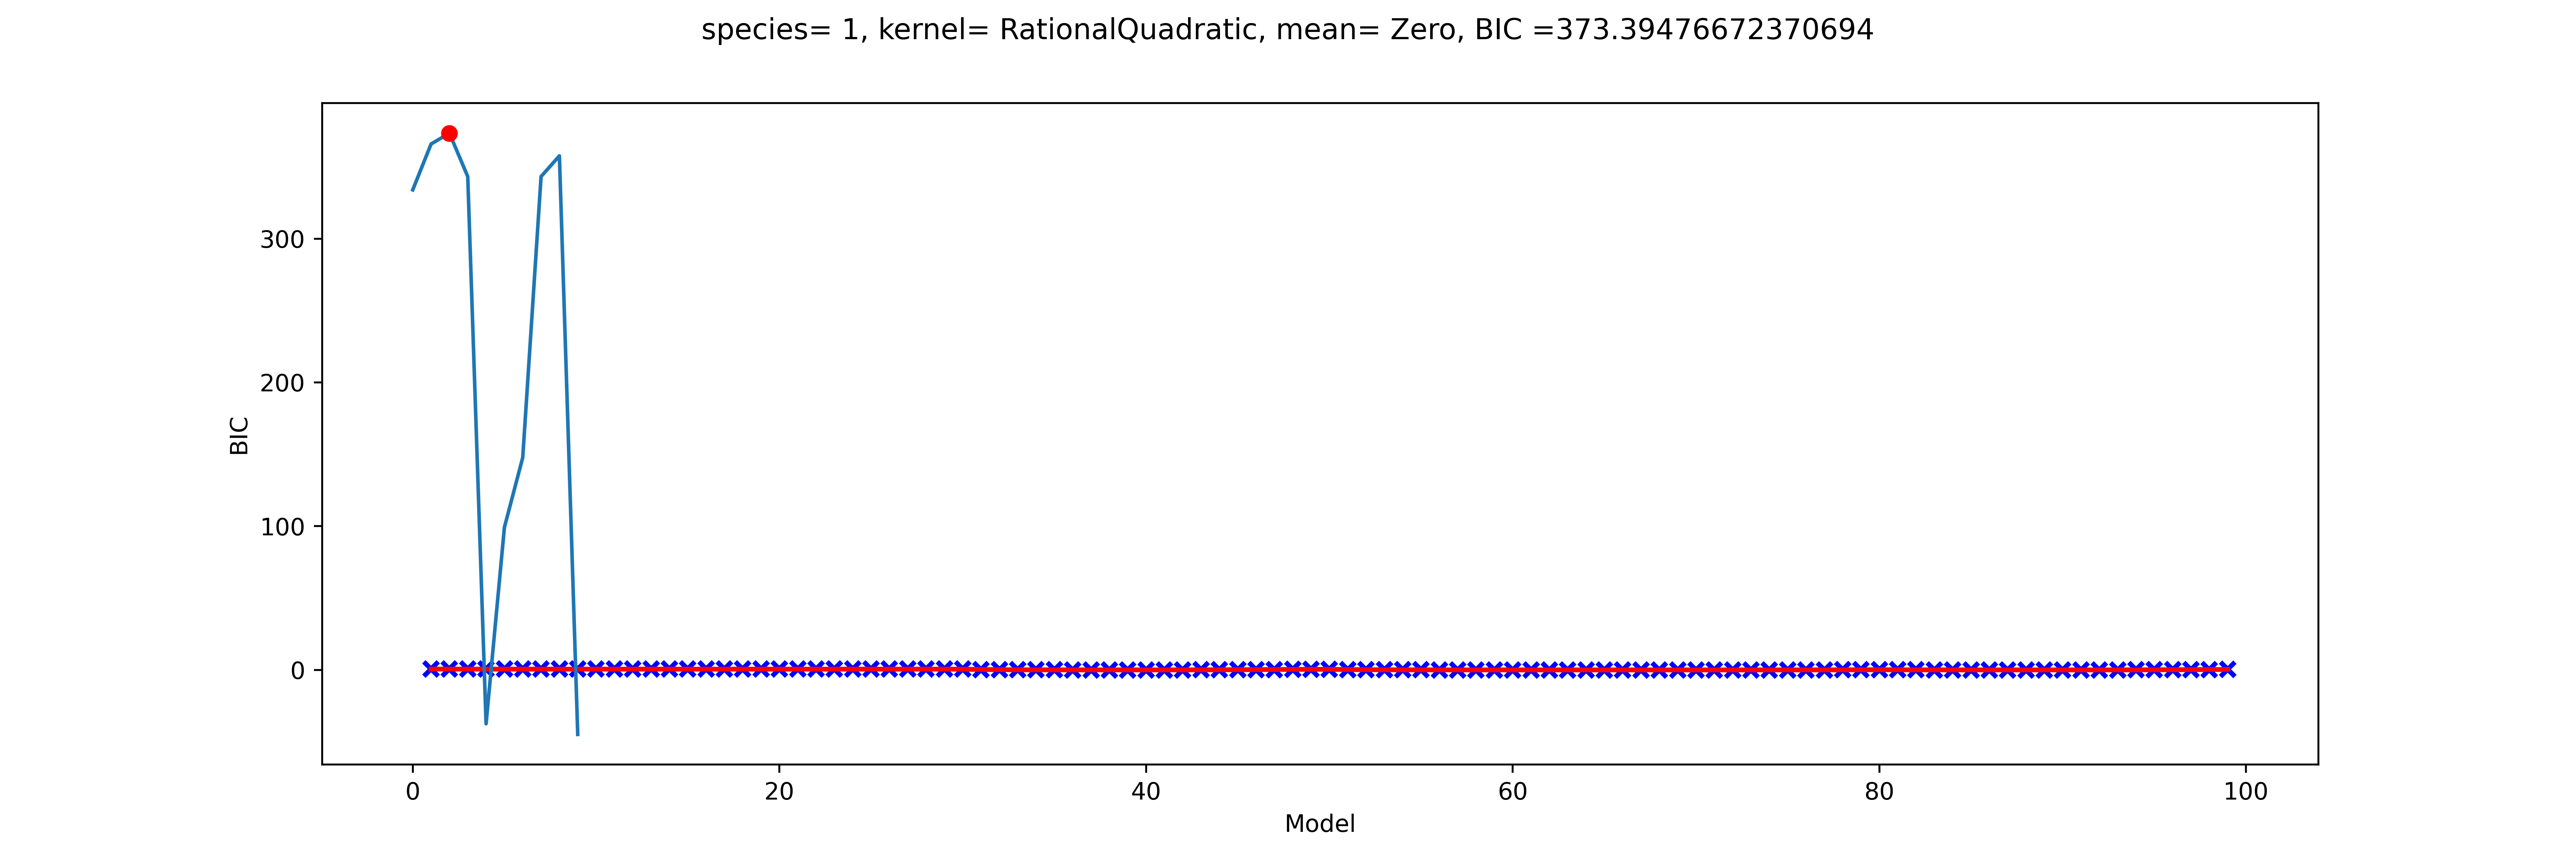 species= 1, kernel= RationalQuadratic, mean= Zero, BIC =373.39476672370694
300
200
100
0
BIC
0 20 40 60 80 100
Model